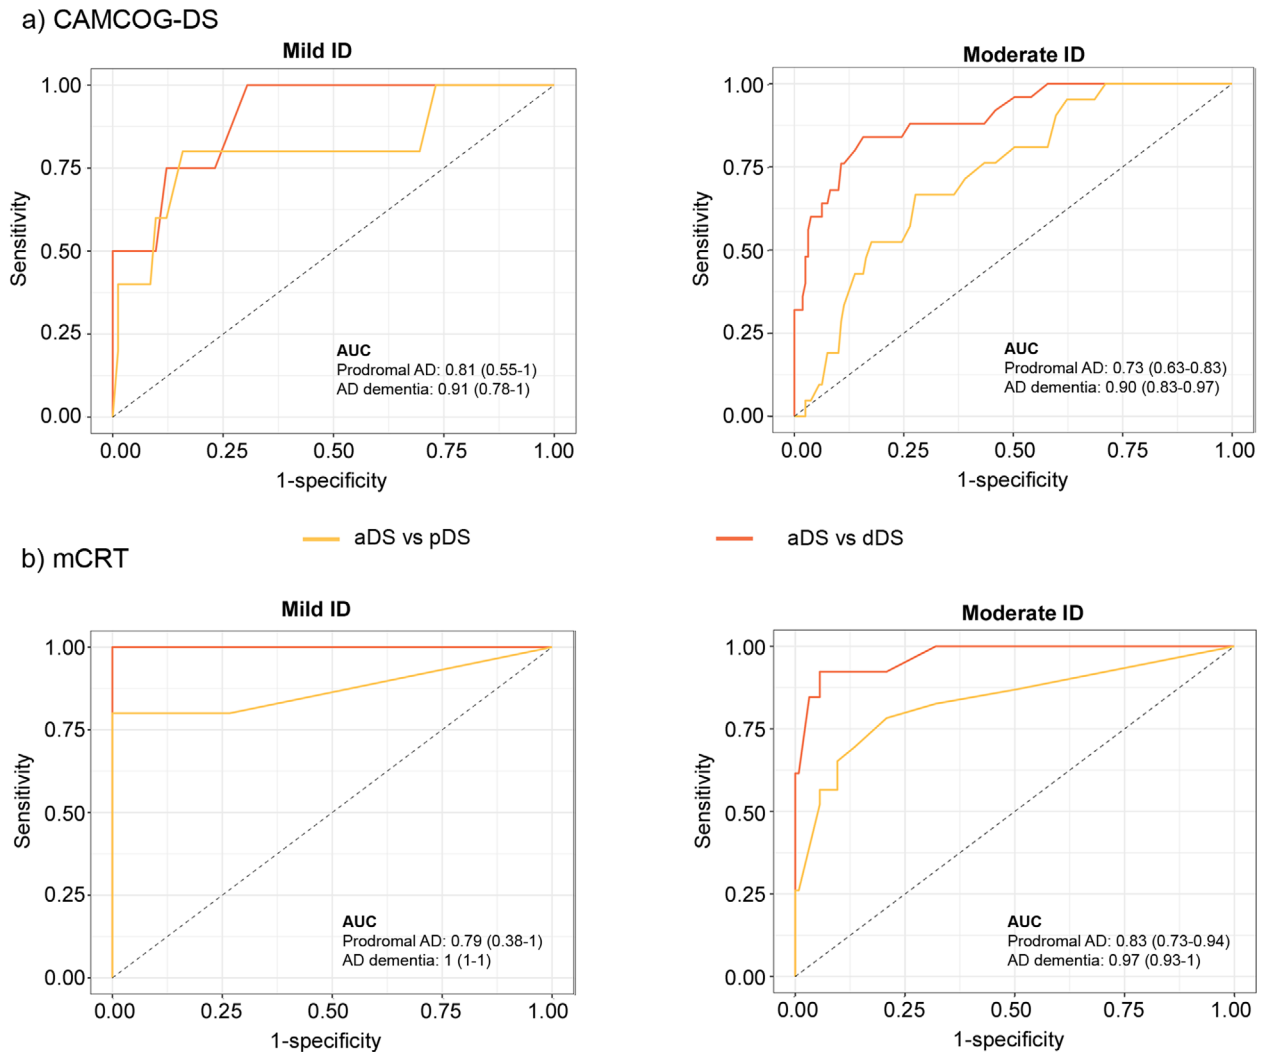 a) CAMCOG-DS
Mild ID
1.00
0.75
0.50
0.25
0.00
Sensitivity
AUC
Prodromal AD: 0.81 (0.55-1)
AD dementia: 0.91 (0.78-1)
0.00 0.25 0.50 0.75 1.00
1-specificity
Moderate ID
1.00
0.75
0.50
0.25
0.00
Sensitivity
AUC
Prodromal AD: 0.73 (0.63-0.83)
AD dementia: 0.90 (0.83-0.97)
0.00 0.25 0.50 0.75 1.00
1-specificity
aDS vs pDS
aDS vs dDS
b) mCRT
Mild ID
1.00
0.75
0.50
0.25
0.00
Sensitivity
AUC
Prodromal AD: 0.79 (0.38-1)
AD dementia: 1 (1-1)
0.00 0.25 0.50 0.75 1.00
1-specificity
Moderate ID
1.00
0.75
0.50
0.25
0.00
Sensitivity
AUC
Prodromal AD: 0.83 (0.73-0.94)
AD dementia: 0.97 (0.93-1)
0.00 0.25 0.50 0.75 1.00
1-specificity